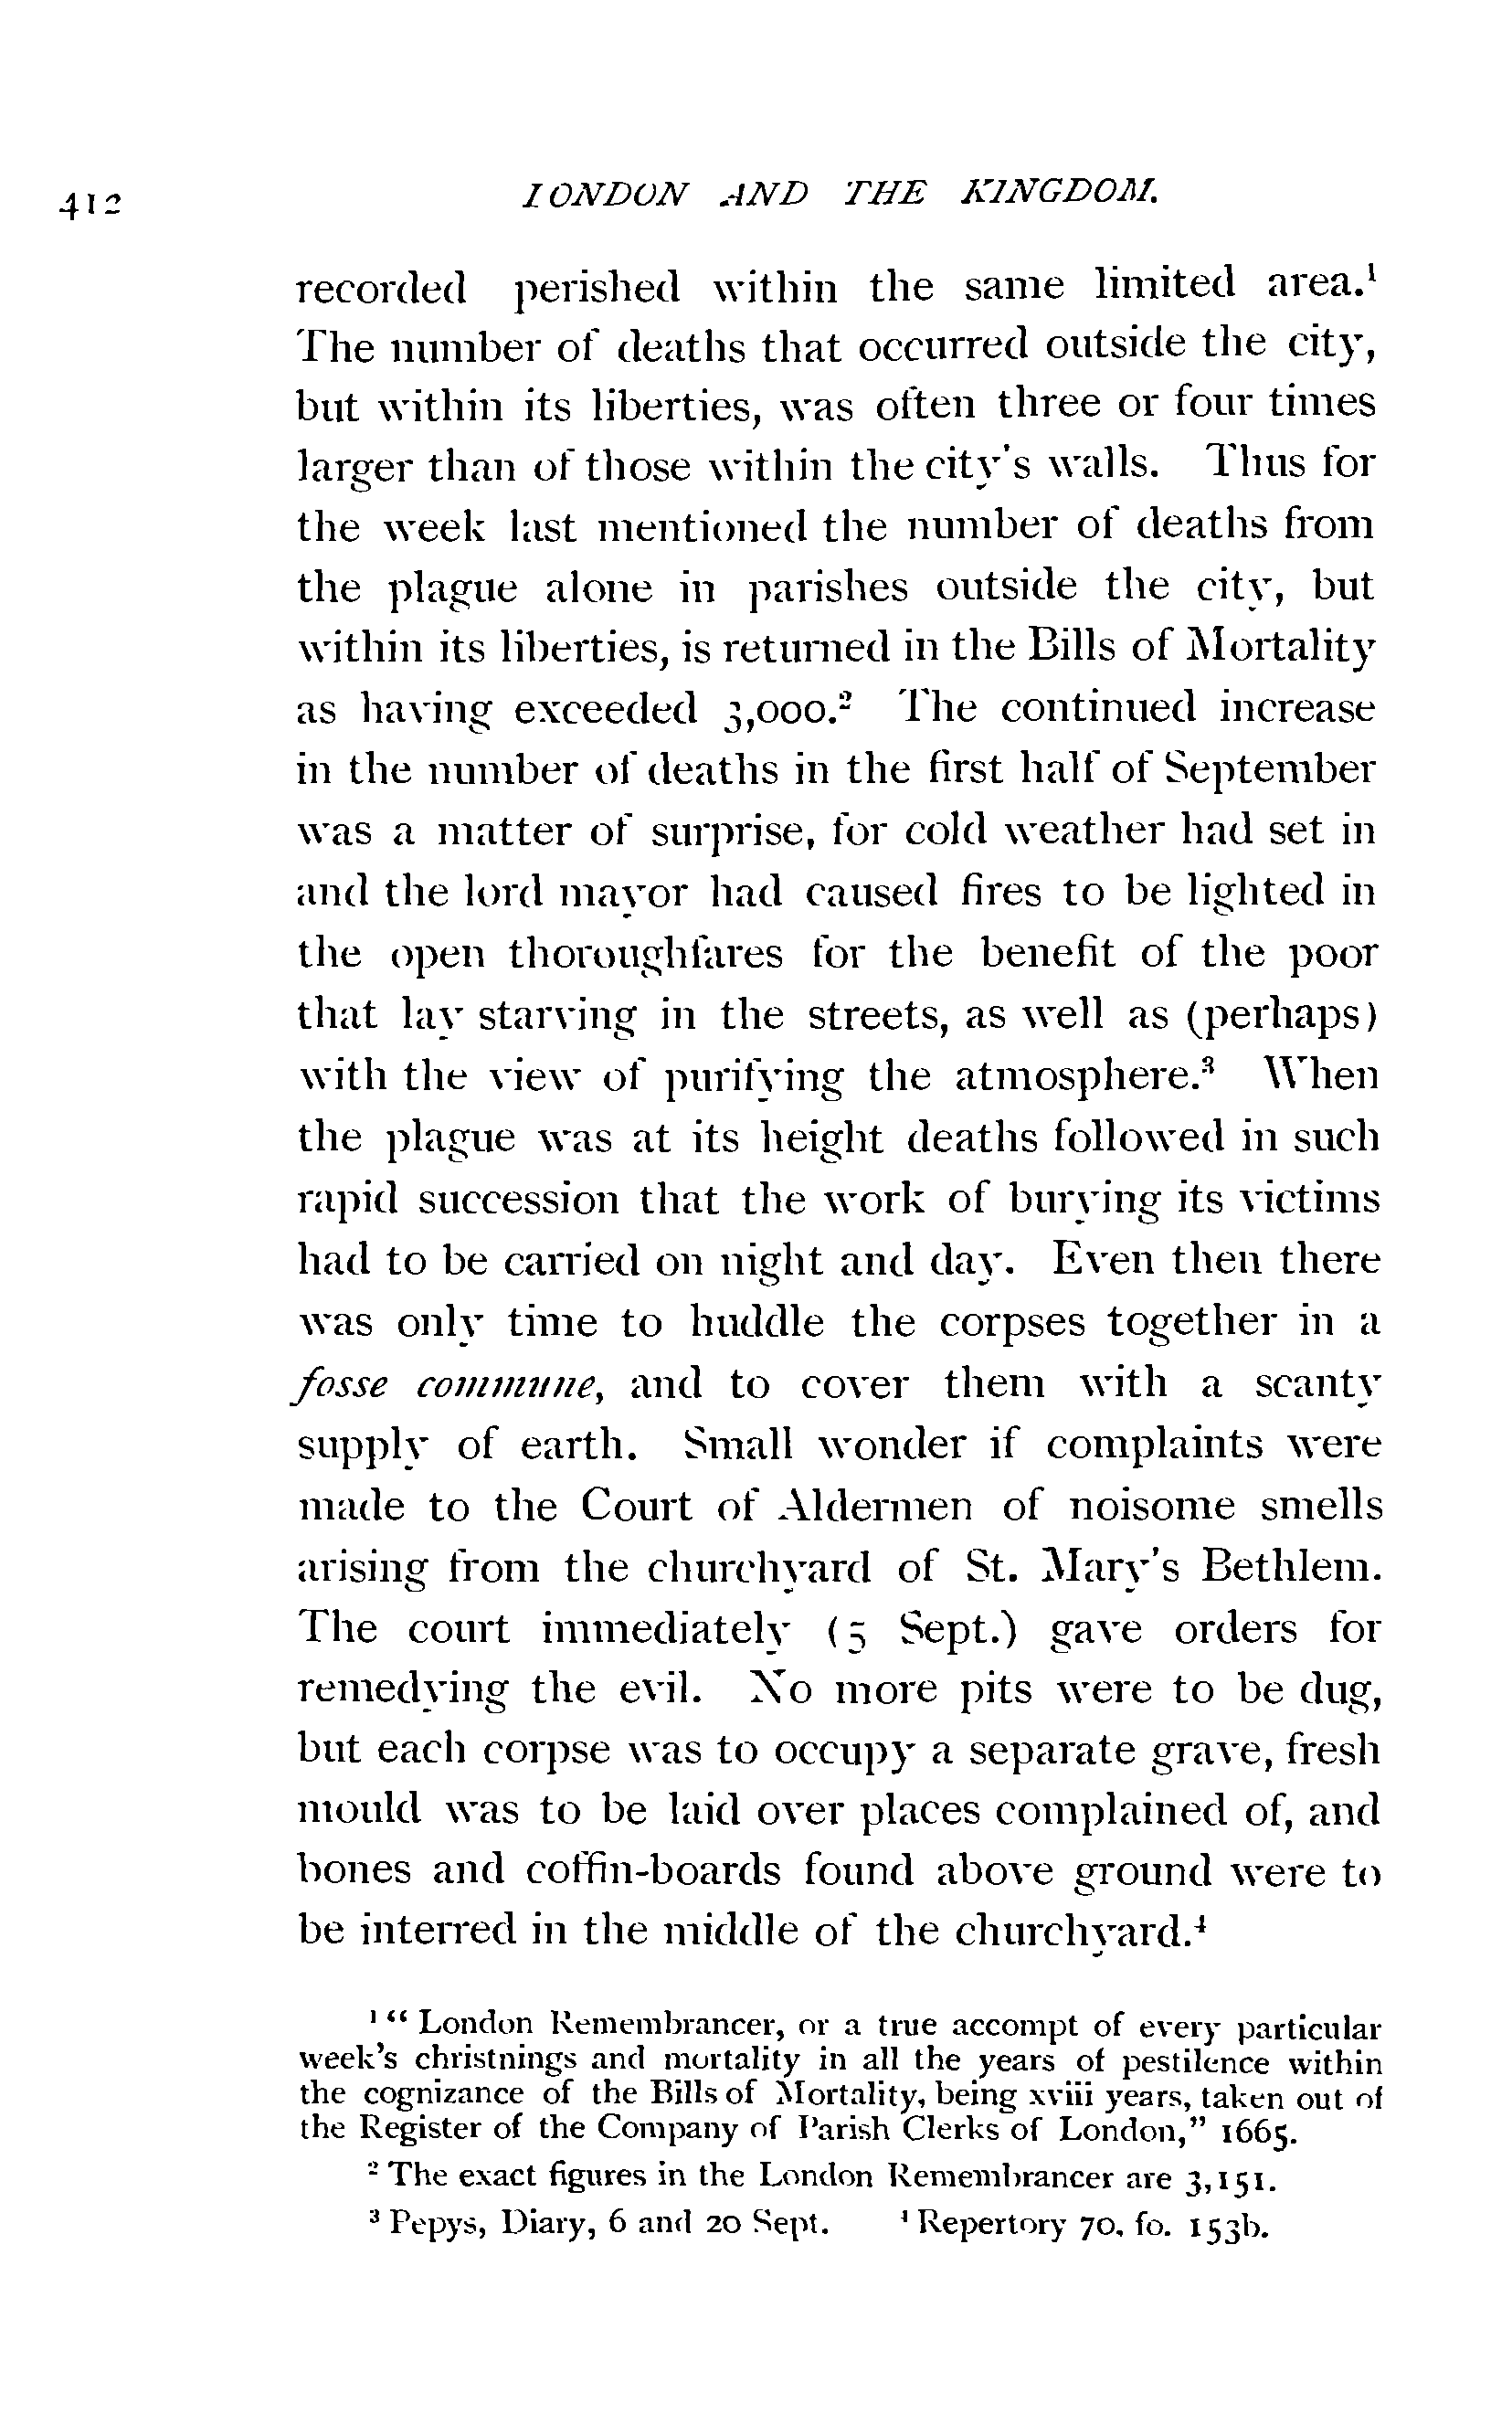 412
LONDON AND THE KINGDOM.
recorded perished within the same limited area.¹
The number of deaths that occurred outside the city,
but within its liberties, was often three or four times
larger than of those within the city's walls. Thus for
the week last mentioned the number of deaths from
the plague alone in parishes outside the city, but
within its liberties, is returned in the Bills of Mortality
as having exceeded 3,000.² The continued increase
in the number of deaths in the first half of September
was a matter of surprise, for cold weather had set in
and the lord mayor had caused fires to be lighted in
the open thoroughfares for the benefit of the poor
that lay starving in the streets, as well as (perhaps)
with the view of purifying the atmosphere.³ When
the plague was at its height deaths followed in such
rapid succession that the work of burying its victims
had to be carried on night and day. Even then there
was only time to huddle the corpses together in a
fosse commune, and to cover them with a scanty
supply of earth. Small wonder if complaints were
made to the Court of Aldermen of noisome smells
arising from the churchyard of St. Mary's Bethlem.
The court immediately (5 Sept.) gave orders for
remedying the evil. No more pits were to be dug,
but each corpse was to occupy a separate grave, fresh
mould was to be laid over places complained of, and
bones and coffin-boards found above ground were to
be interred in the middle of the churchyard.⁴
¹ " London Remembrancer, or a true accompt of every particular
week's christnings and mortality in all the years of pestilence within
the cognizance of the Bills of Mortality, being xviii years, taken out of
the Register of the Company of Parish Clerks of London," 1665.
² The exact figures in the London Remembrancer are 3,151.
³ Pepys, Diary, 6 and 20 Sept. ⁴ Repertory 70, fo. 153b.